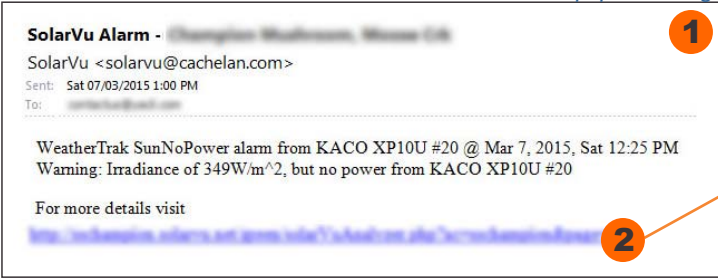 1
SolarVu Alarm -
SolarVu <solarvu@cachelan.com>
Sent: Sat 07/03/2015 1:00 PM
To:
WeatherTrak SunNoPower alarm from KACO XP10U #20 @ Mar 7, 2015, Sat 12:25 PM
Warning: Irradiance of 349W/m^2, but no power from KACO XP10U #20
For more details visit
2